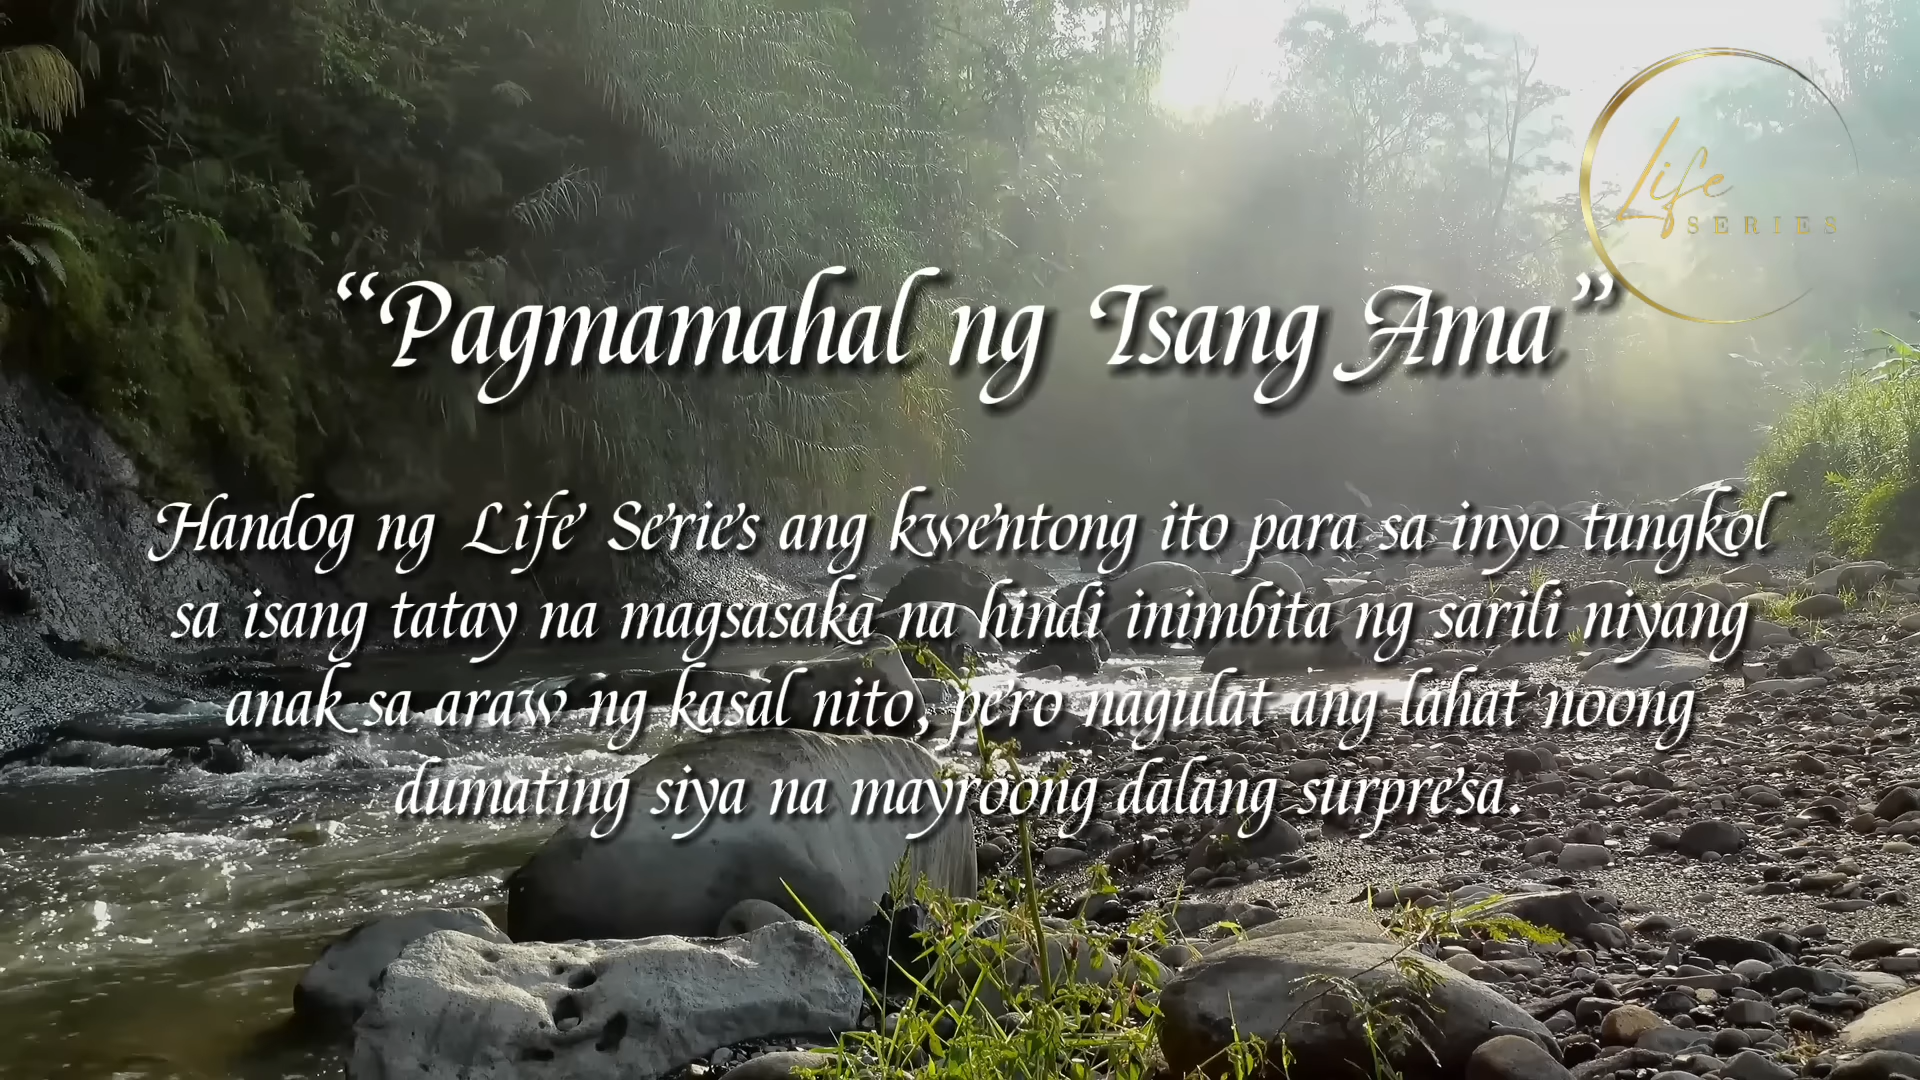 Life
SERIES
“Pagmamahal ng Isang Ama”
Handog ng Life Series ang kwentong ito para sa inyo tungkol
sa isang tatay na magsasaka na hindi inimbita ng sarili niyang
anak sa araw ng kasal nito, pero nagulat ang lahat noong
dumating siya na mayroong dalang surpresa.